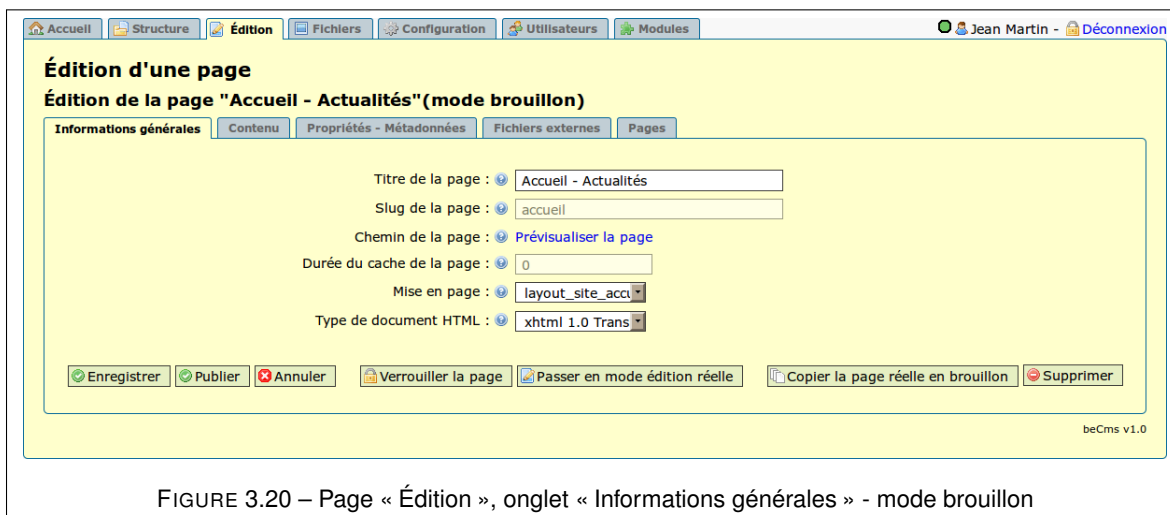 Accueil Structure Édition Fichiers Configuration Utilisateurs Modules Jean Martin - Déconnexion
Édition d'une page
Édition de la page "Accueil - Actualités"(mode brouillon)
Informations générales Contenu Propriétés - Métadonnées Fichiers externes Pages
Titre de la page : Accueil - Actualités
Slug de la page : accueil
Chemin de la page : Prévisualiser la page
Durée du cache de la page : 0
Mise en page : layout_site_accu
Type de document HTML : xhtml 1.0 Trans
Enregistrer Publier Annuler Verrouiller la page Passer en mode édition réelle Copier la page réelle en brouillon Supprimer
beCms v1.0
FIGURE 3.20 – Page « Édition », onglet « Informations générales » - mode brouillon